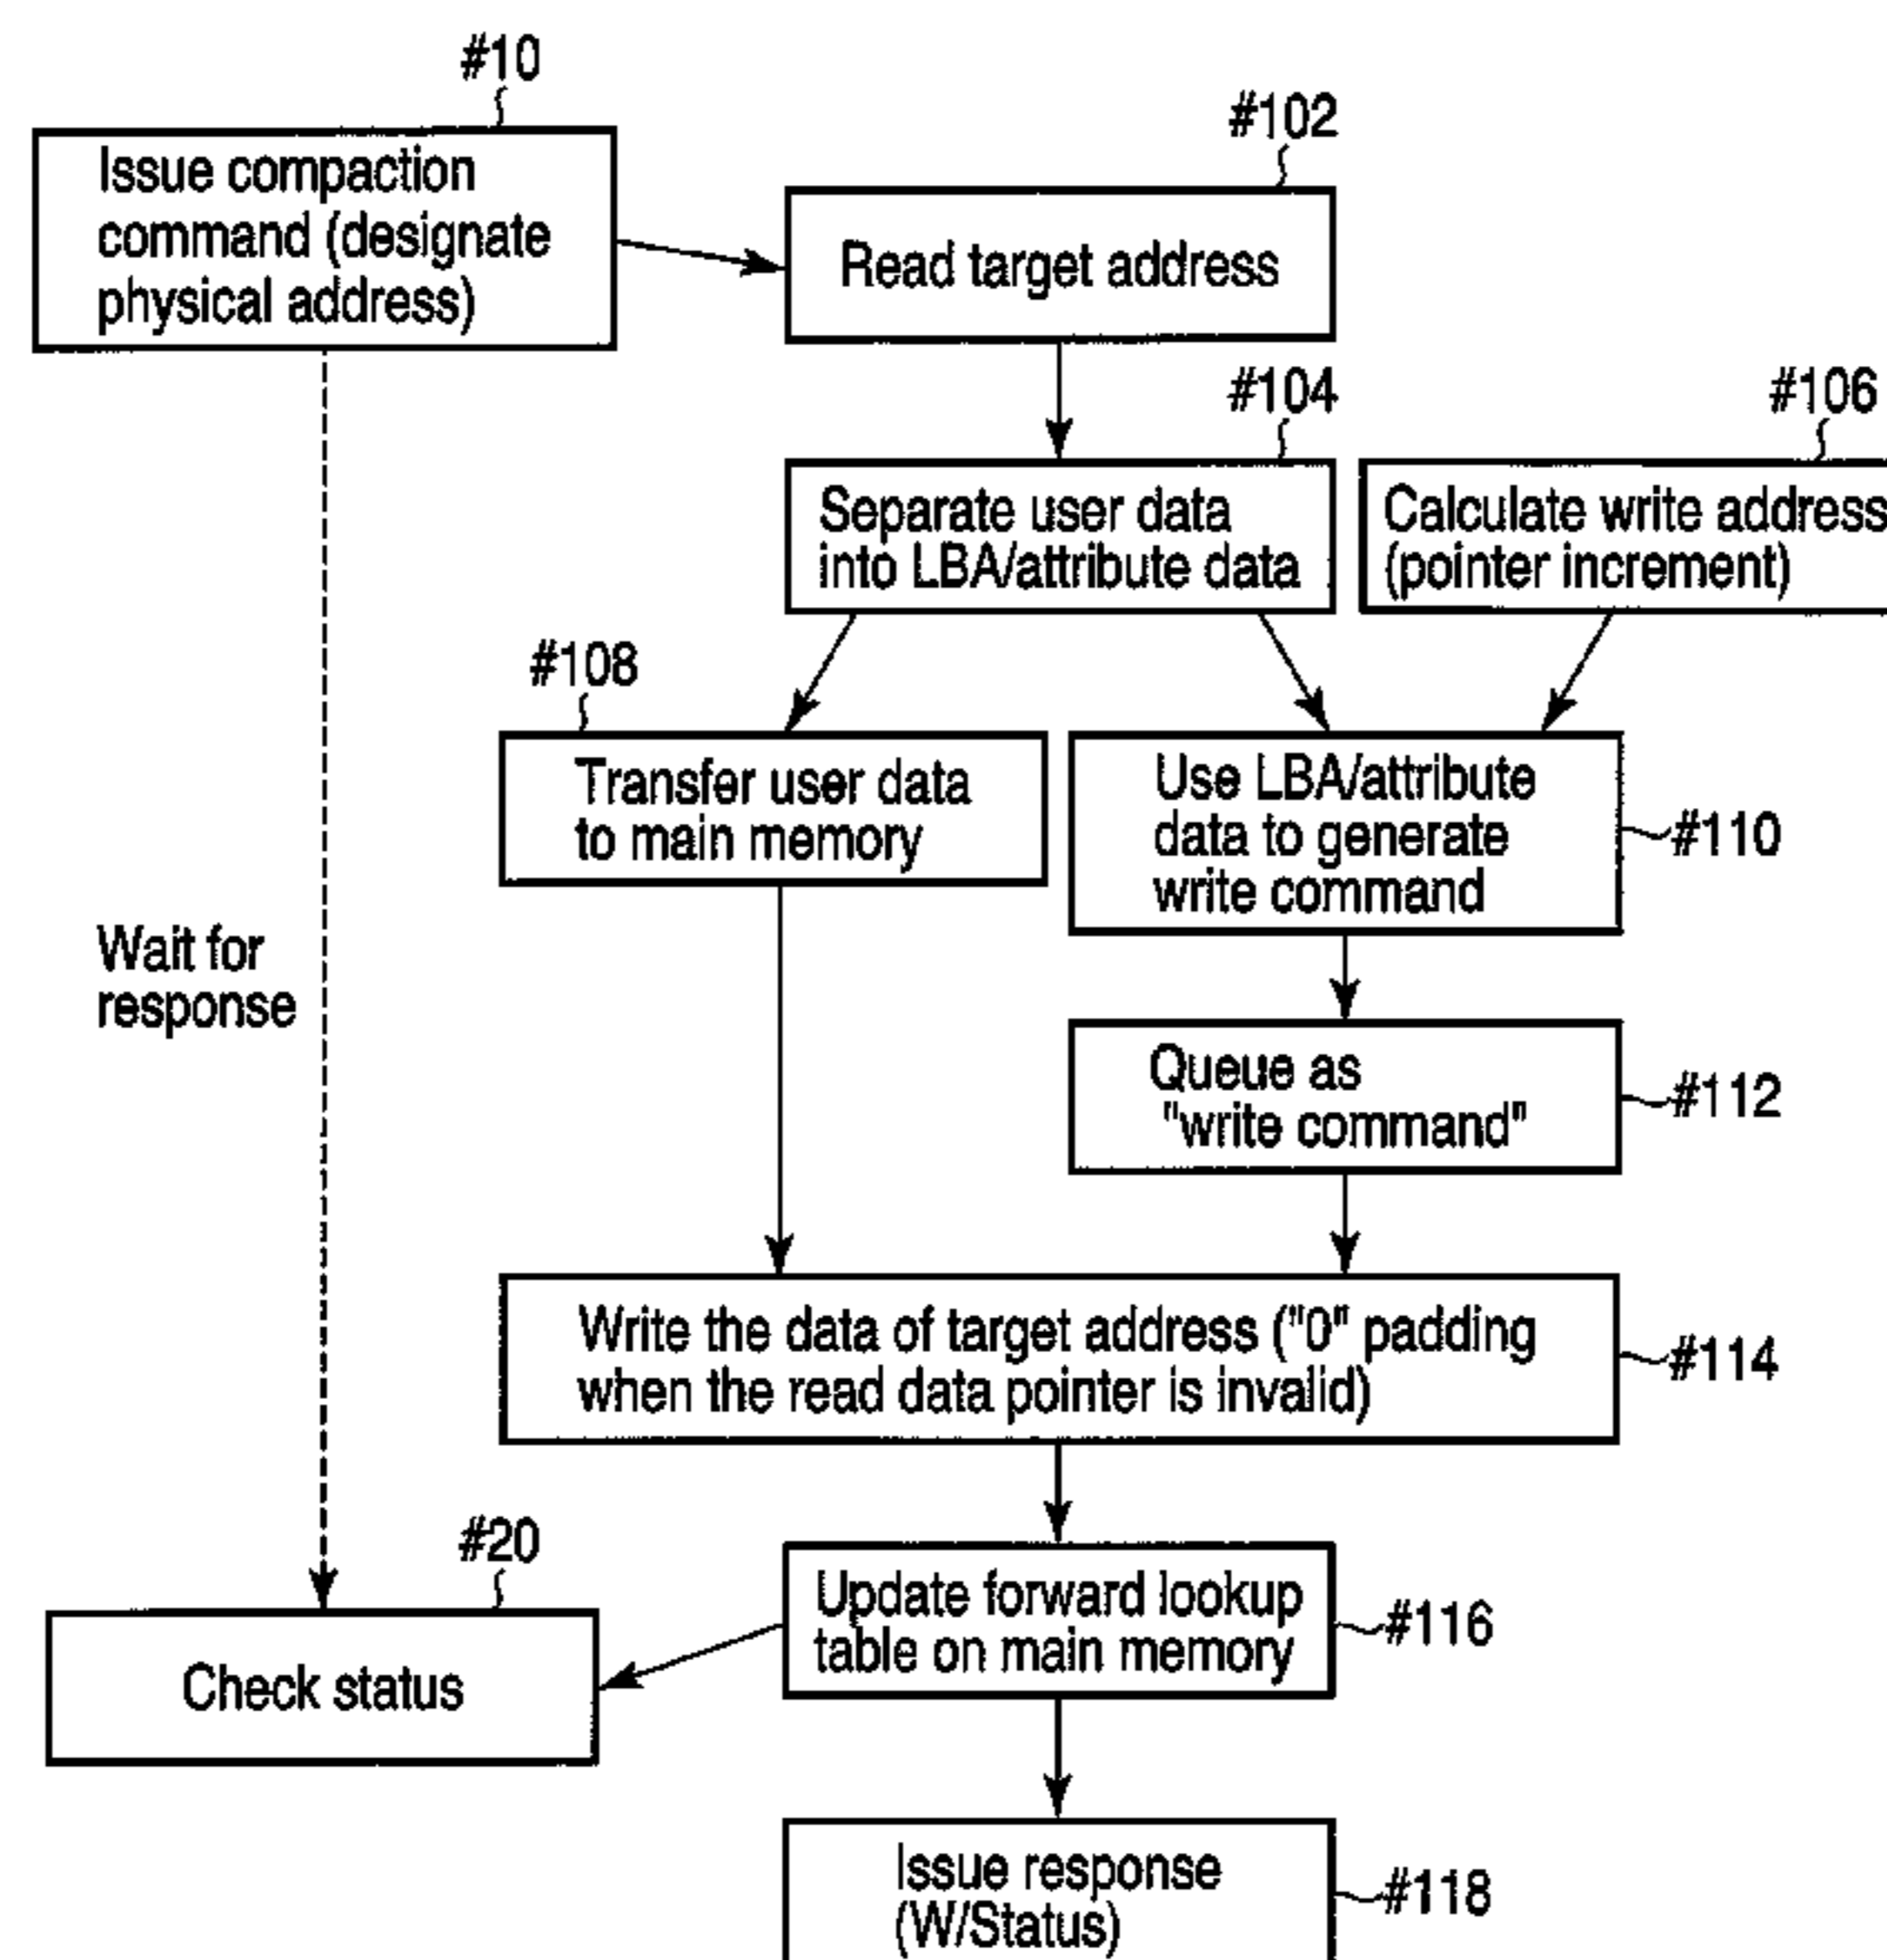 #10
Issue compaction
command (designate
physical address)
#102
Read target address
#104
Separate user data
into LBA/attribute data
#106
Calculate write address
(pointer increment)
#108
Transfer user data
to main memory
Use LBA/attribute
data to generate
write command
#110
Wait for
response
Queue as
"write command"
#112
Write the data of target address ("0" padding
when the read data pointer is invalid)
#114
#20
Check status
Update forward lookup
table on main memory
#116
Issue response
(W/Status)
#118